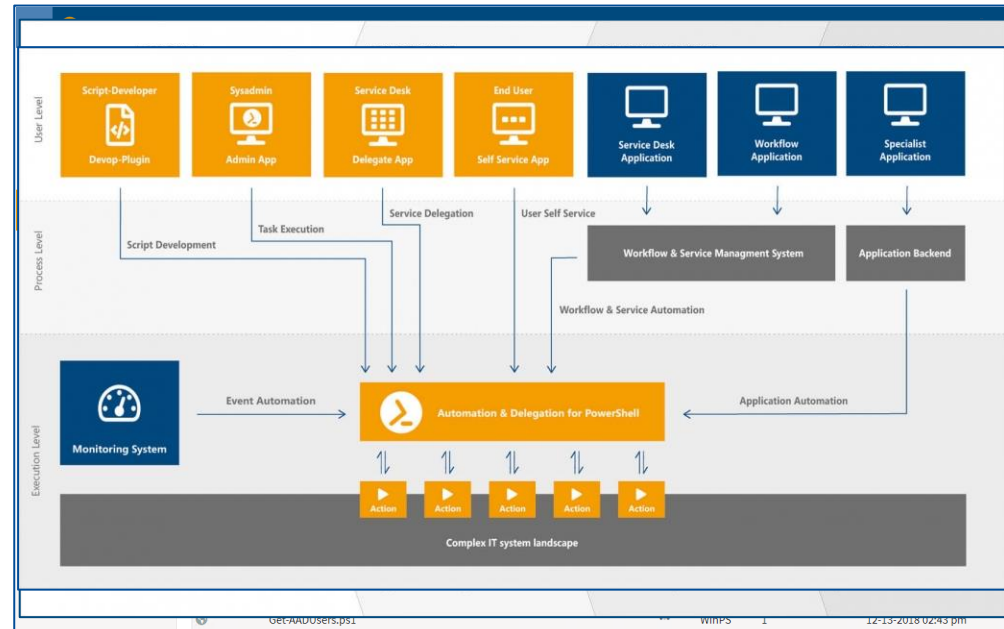 User Level
Script-Developer
Devop-Plugin
Sysadmin
Admin App
Service Desk
Delegate App
End User
Self Service App
Service Desk
Application
Workflow
Application
Specialist
Application
Process Level
Script Development
Task Execution
Service Delegation
User Self Service
Workflow & Service Managment System
Application Backend
Workflow & Service Automation
Execution Level
Monitoring System
Event Automation
Automation & Delegation for PowerShell
Application Automation
Action
Action
Action
Action
Action
Complex IT system landscape
Get-AADUsers.ps1 WinPS 1 12-13-2018 02:43 pm